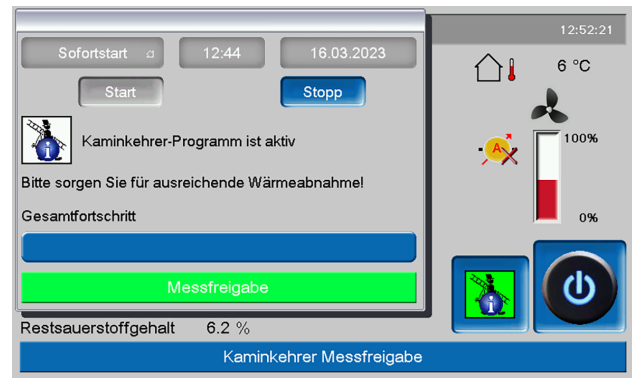 12:52:21
Sofortstart 12:44 16.03.2023
6 °C
Start Stopp
100%
Kaminkehrer-Programm ist aktiv
Bitte sorgen Sie für ausreichende Wärmeabnahme!
Gesamtfortschritt
0%
Messfreigabe
Restsauerstoffgehalt 6.2 %
Kaminkehrer Messfreigabe